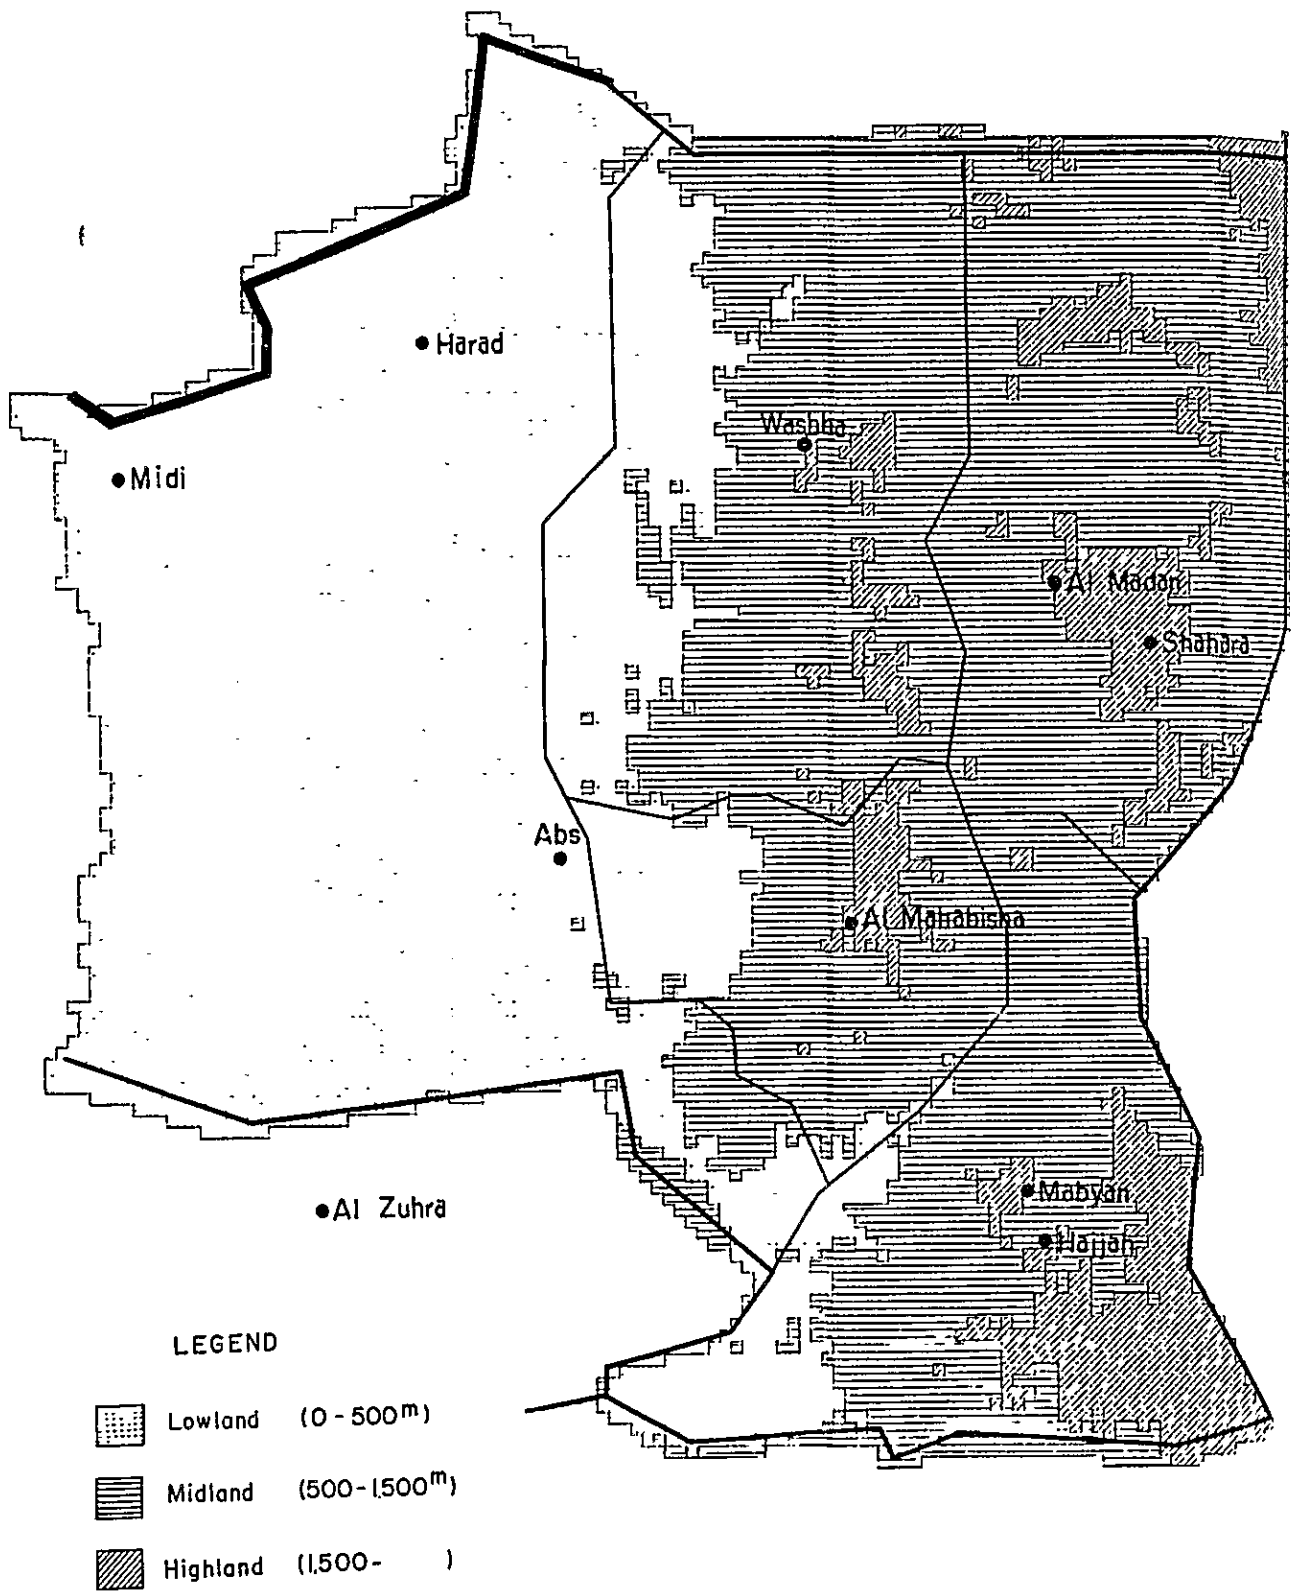 Harad
Washha
Midi
Al Madan
Shahara
Abs
Al Mahabisha
Mabyan
Al Zuhra
Hajjah
LEGEND
Lowland (0-500m)
Midland (500-1,500m)
Highland (1,500- )